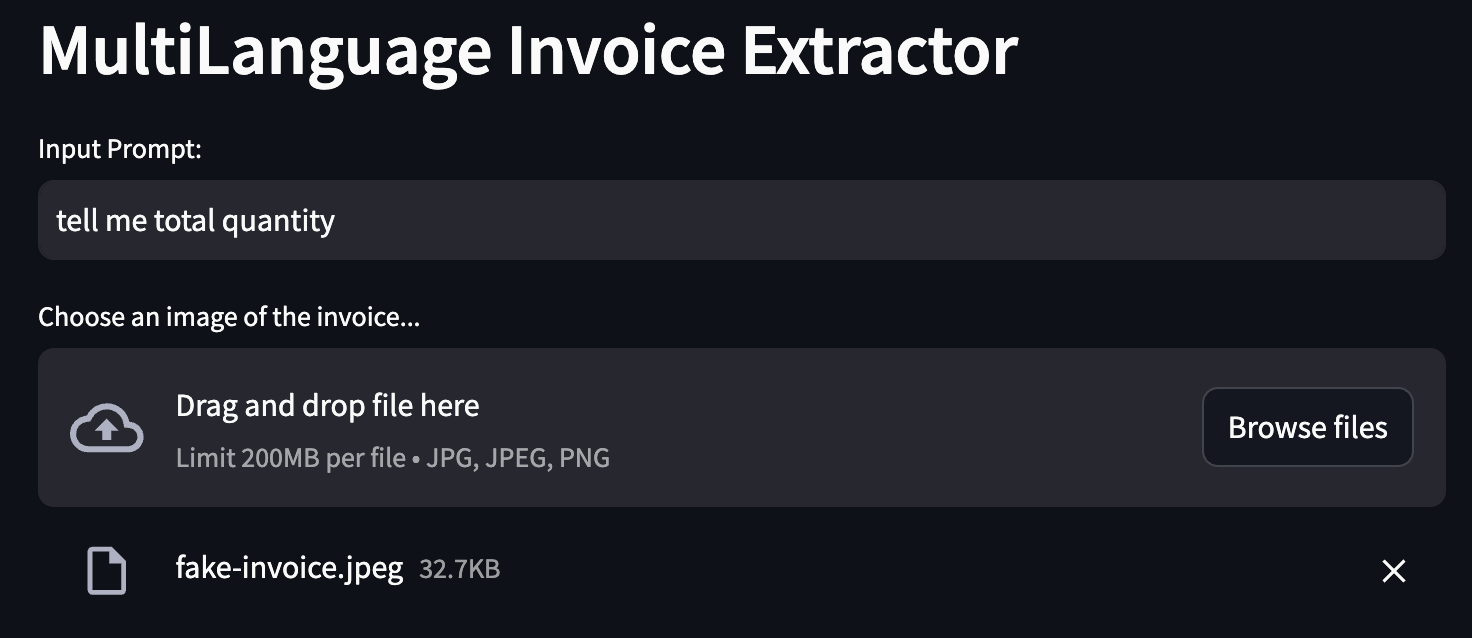 MultiLanguage Invoice Extractor
Input Prompt:
tell me total quantity
Choose an image of the invoice...
Drag and drop file here
Limit 200MB per file • JPG, JPEG, PNG
Browse files
fake-invoice.jpeg 32.7KB